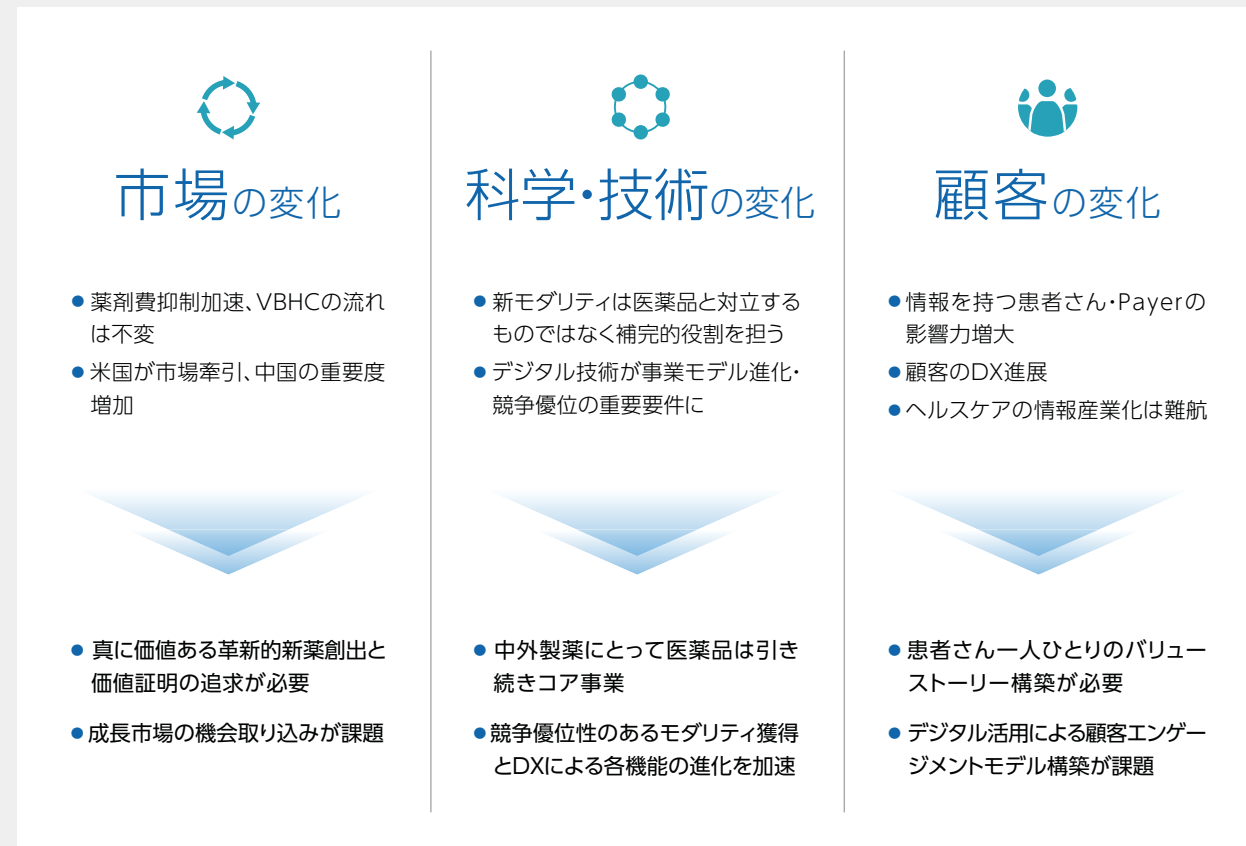 市場の変化
● 薬剤費抑制加速、VBHCの流れ
は不変
● 米国が市場牽引、中国の重要度
増加
● 真に価値ある革新的新薬創出と
価値証明の追求が必要
● 成長市場の機会取り込みが課題
科学・技術の変化
● 新モダリティは医薬品と対立する
ものではなく補完的役割を担う
● デジタル技術が事業モデル進化・
競争優位の重要要件に
● 中外製薬にとって医薬品は引き
続きコア事業
● 競争優位性のあるモダリティ獲得
とDXによる各機能の進化を加速
顧客の変化
● 情報を持つ患者さん・Payerの
影響力増大
● 顧客のDX進展
● ヘルスケアの情報産業化は難航
● 患者さん一人ひとりのバリュー
ストーリー構築が必要
● デジタル活用による顧客エンゲー
ジメントモデル構築が課題